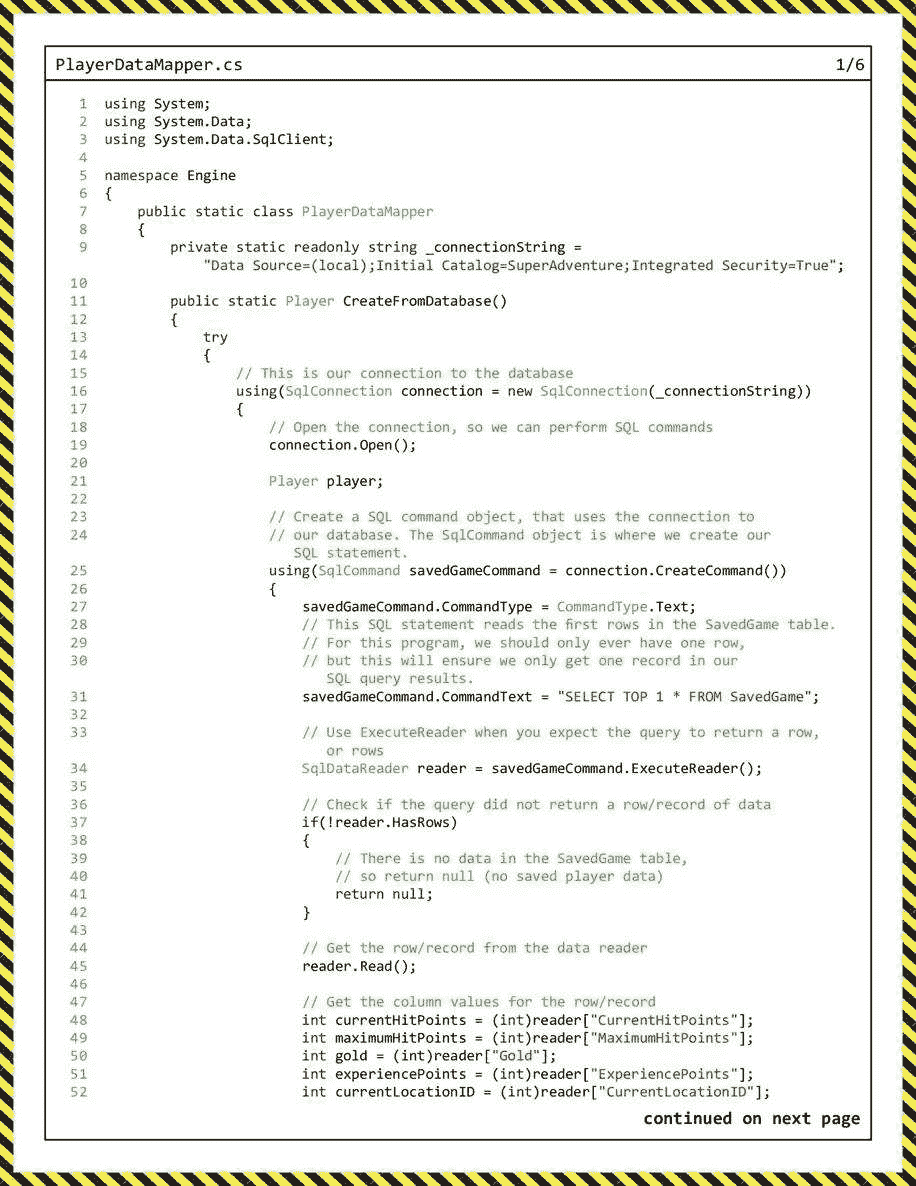 PlayerDataMapper.cs 1/6
1 using System;
2 using System.Data;
3 using System.Data.SqlClient;
4
5 namespace Engine
6 {
7 public static class PlayerDataMapper
8 {
9 private static readonly string _connectionString =
"Data Source=(local);Initial Catalog=SuperAdventure;Integrated Security=True";
10
11 public static Player CreateFromDatabase()
12 {
13 try
14 {
15 // This is our connection to the database
16 using(SqlConnection connection = new SqlConnection(_connectionString))
17 {
18 // Open the connection, so we can perform SQL commands
19 connection.Open();
20
21 Player player;
22
23 // Create a SQL command object, that uses the connection to
24 // our database. The SqlCommand object is where we create our
SQL statement.
25 using(SqlCommand savedGameCommand = connection.CreateCommand())
26 {
27 savedGameCommand.CommandType = CommandType.Text;
28 // This SQL statement reads the first rows in the SavedGame table.
29 // For this program, we should only ever have one row,
30 // but this will ensure we only get one record in our
SQL query results.
31 savedGameCommand.CommandText = "SELECT TOP 1 * FROM SavedGame";
32
33 // Use ExecuteReader when you expect the query to return a row,
or rows
34 SqlDataReader reader = savedGameCommand.ExecuteReader();
35
36 // Check if the query did not return a row/record of data
37 if(!reader.HasRows)
38 {
39 // There is no data in the SavedGame table,
40 // so return null (no saved player data)
41 return null;
42 }
43
44 // Get the row/record from the data reader
45 reader.Read();
46
47 // Get the column values for the row/record
48 int currentHitPoints = (int)reader["CurrentHitPoints"];
49 int maximumHitPoints = (int)reader["MaximumHitPoints"];
50 int gold = (int)reader["Gold"];
51 int experiencePoints = (int)reader["ExperiencePoints"];
52 int currentLocationID = (int)reader["CurrentLocationID"];
continued on next page